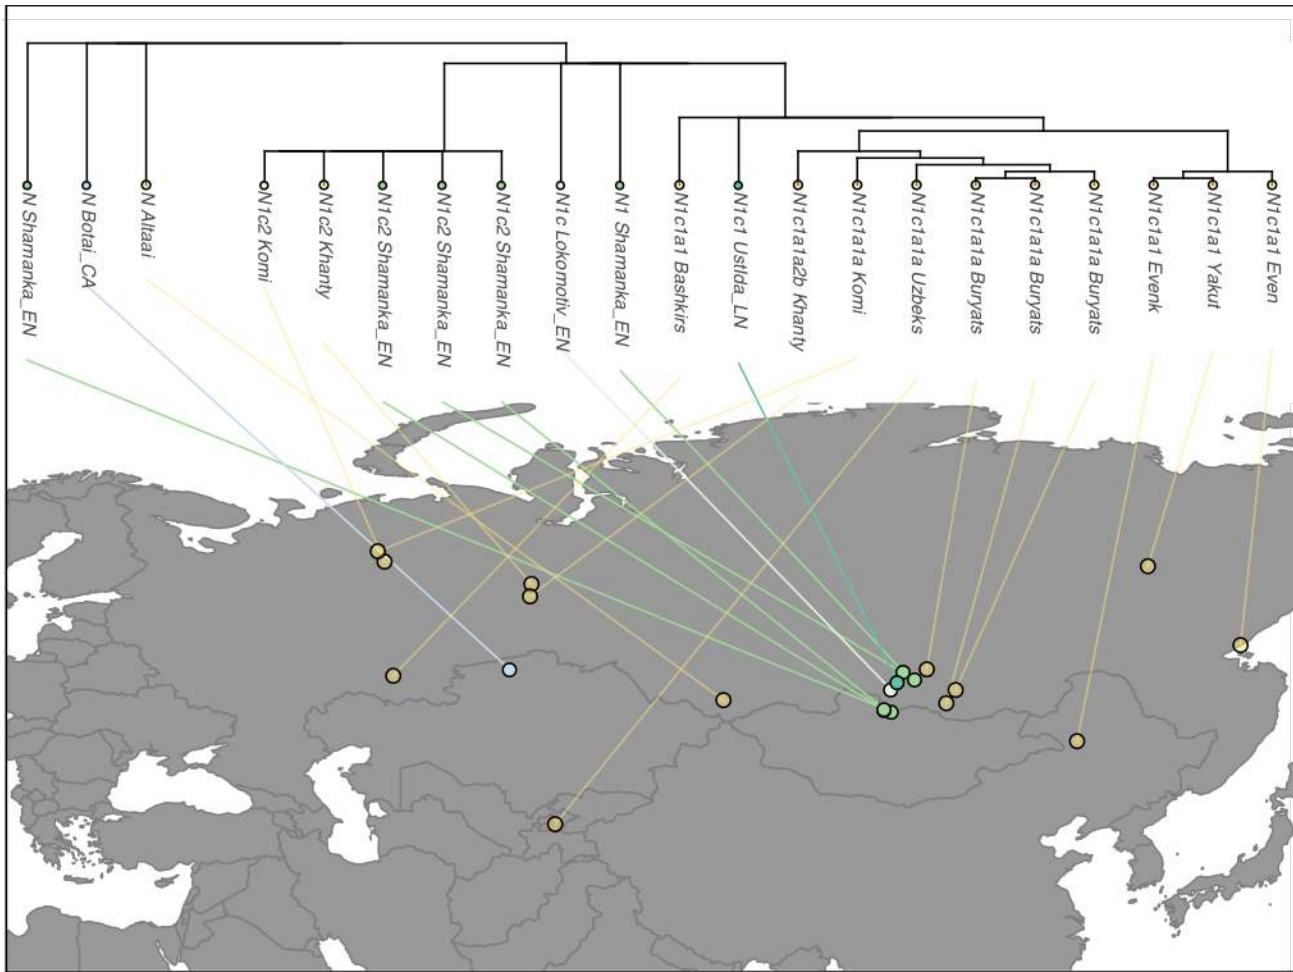 N Shamanka_EN
N Botai_CA
N Altaai
N1c2 Komi
N1c2 Khanty
N1c2 Shamanka_EN
N1c2 Shamanka_EN
N1c2 Shamanka_EN
N1c Lokomotiv_EN
N1 Shamanka_EN
N1c1a1 Bashkirs
N1c1 UstIda_LN
N1c1a1a2b Khanty
N1c1a1a Komi
N1c1a1a Uzbeks
N1c1a1a Buryats
N1c1a1a Buryats
N1c1a1a Buryats
N1c1a1 Evenk
N1c1a1 Yakut
N1c1a1 Even